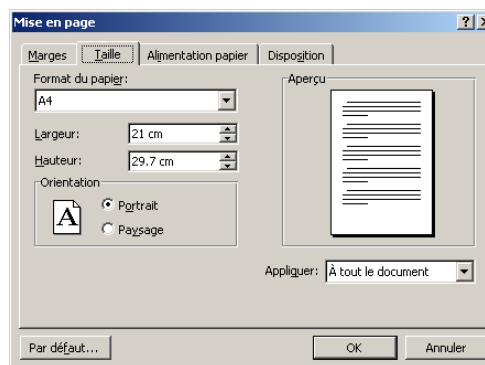 Mise en page
Marges Taille Alimentation papier Disposition
Format du papier:
A4
Largeur: 21 cm
Hauteur: 29.7 cm
Orientation
A
Portrait
Paysage
Aperçu
Appliquer: À tout le document
Par défaut... OK Annuler